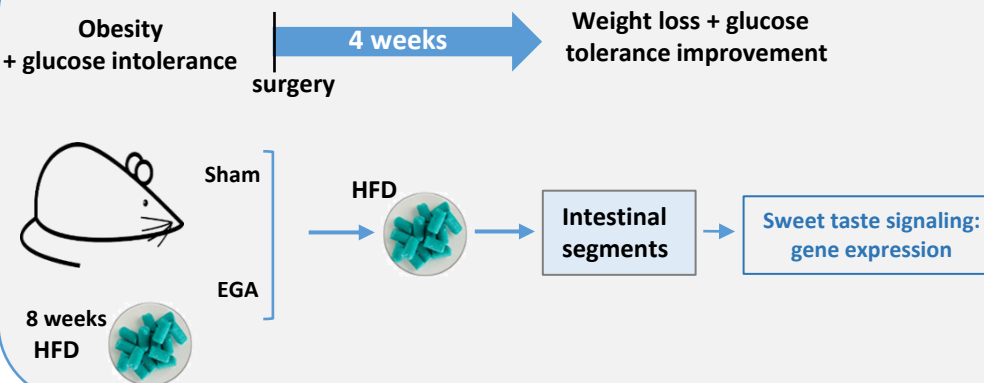 Obesity
+ glucose intolerance
4 weeks
surgery
Weight loss + glucose
tolerance improvement
Sham
EGA
8 weeks
HFD
HFD
Intestinal
segments
Sweet taste signaling:
gene expression